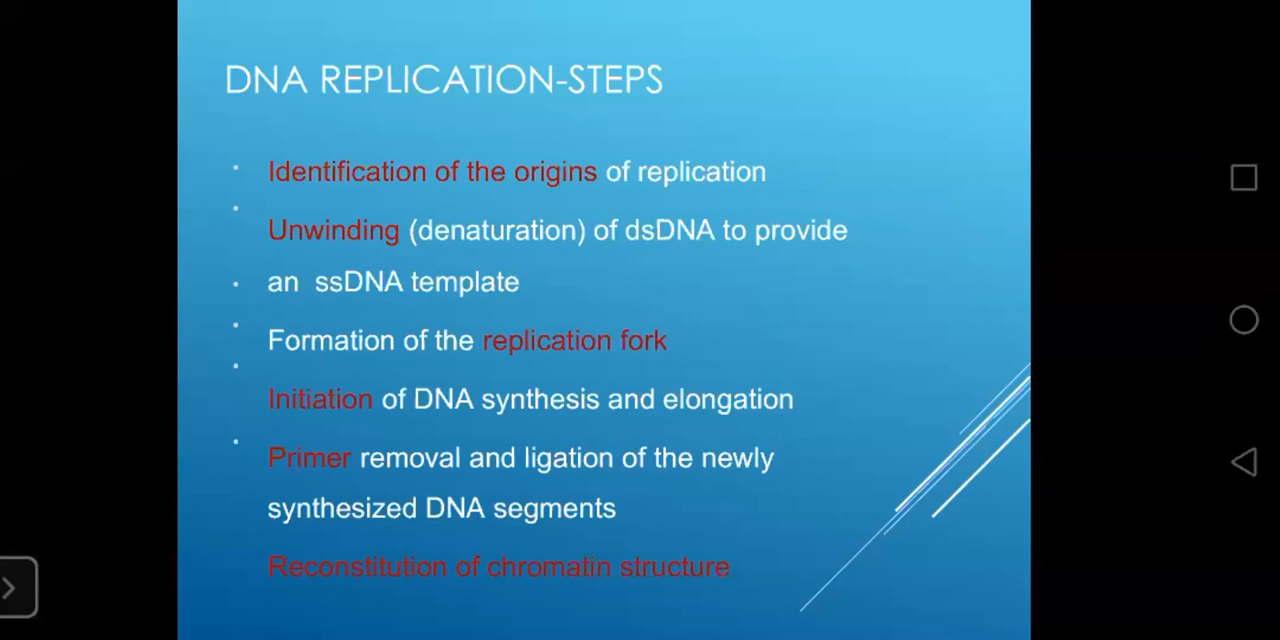 DNA REPLICATION-STEPS
Identification of the origins of replication
Unwinding (denaturation) of dsDNA to provide
an ssDNA template
Formation of the replication fork
Initiation of DNA synthesis and elongation
Primer removal and ligation of the newly
synthesized DNA segments
Reconstitution of chromatin structure